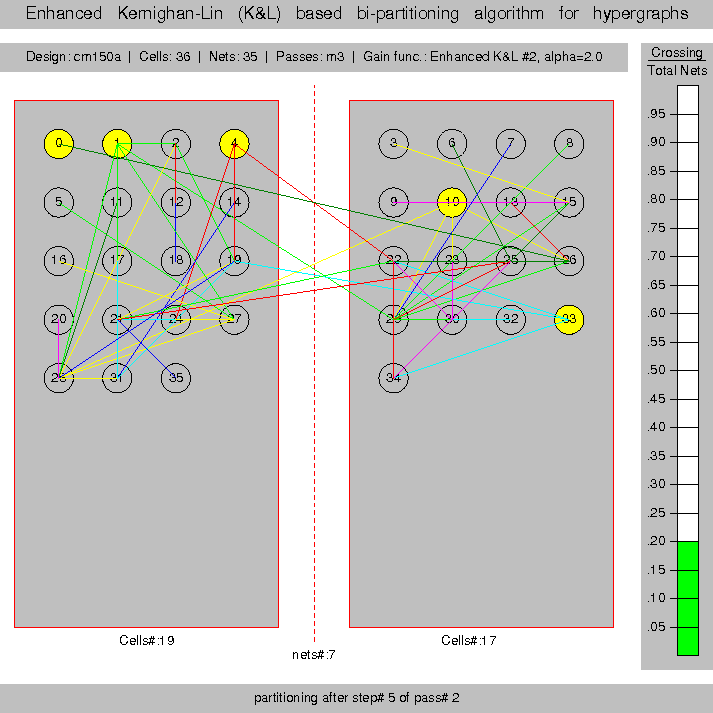 Enhanced Kernighan-Lin (K&L) based bi-partitioning algorithm for hypergraphs
Design: cm150a | Cells: 36 | Nets: 35 | Passes: m3 | Gain func.: Enhanced K&L #2, alpha=2.0
Crossing
Total Nets
0 1 2 4 3 6 7 8
5 11 12 14 9 10 13 15
16 17 18 19 22 23 25 26
20 21 27 29 30 32 33
31 35 34
.95
.90
.85
.80
.75
.70
.65
.60
.55
.50
.45
.40
.35
.30
.25
.20
.15
.10
.05
Cells#:19
Cells#:17
nets#:7
partitioning after step# 5 of pass# 2